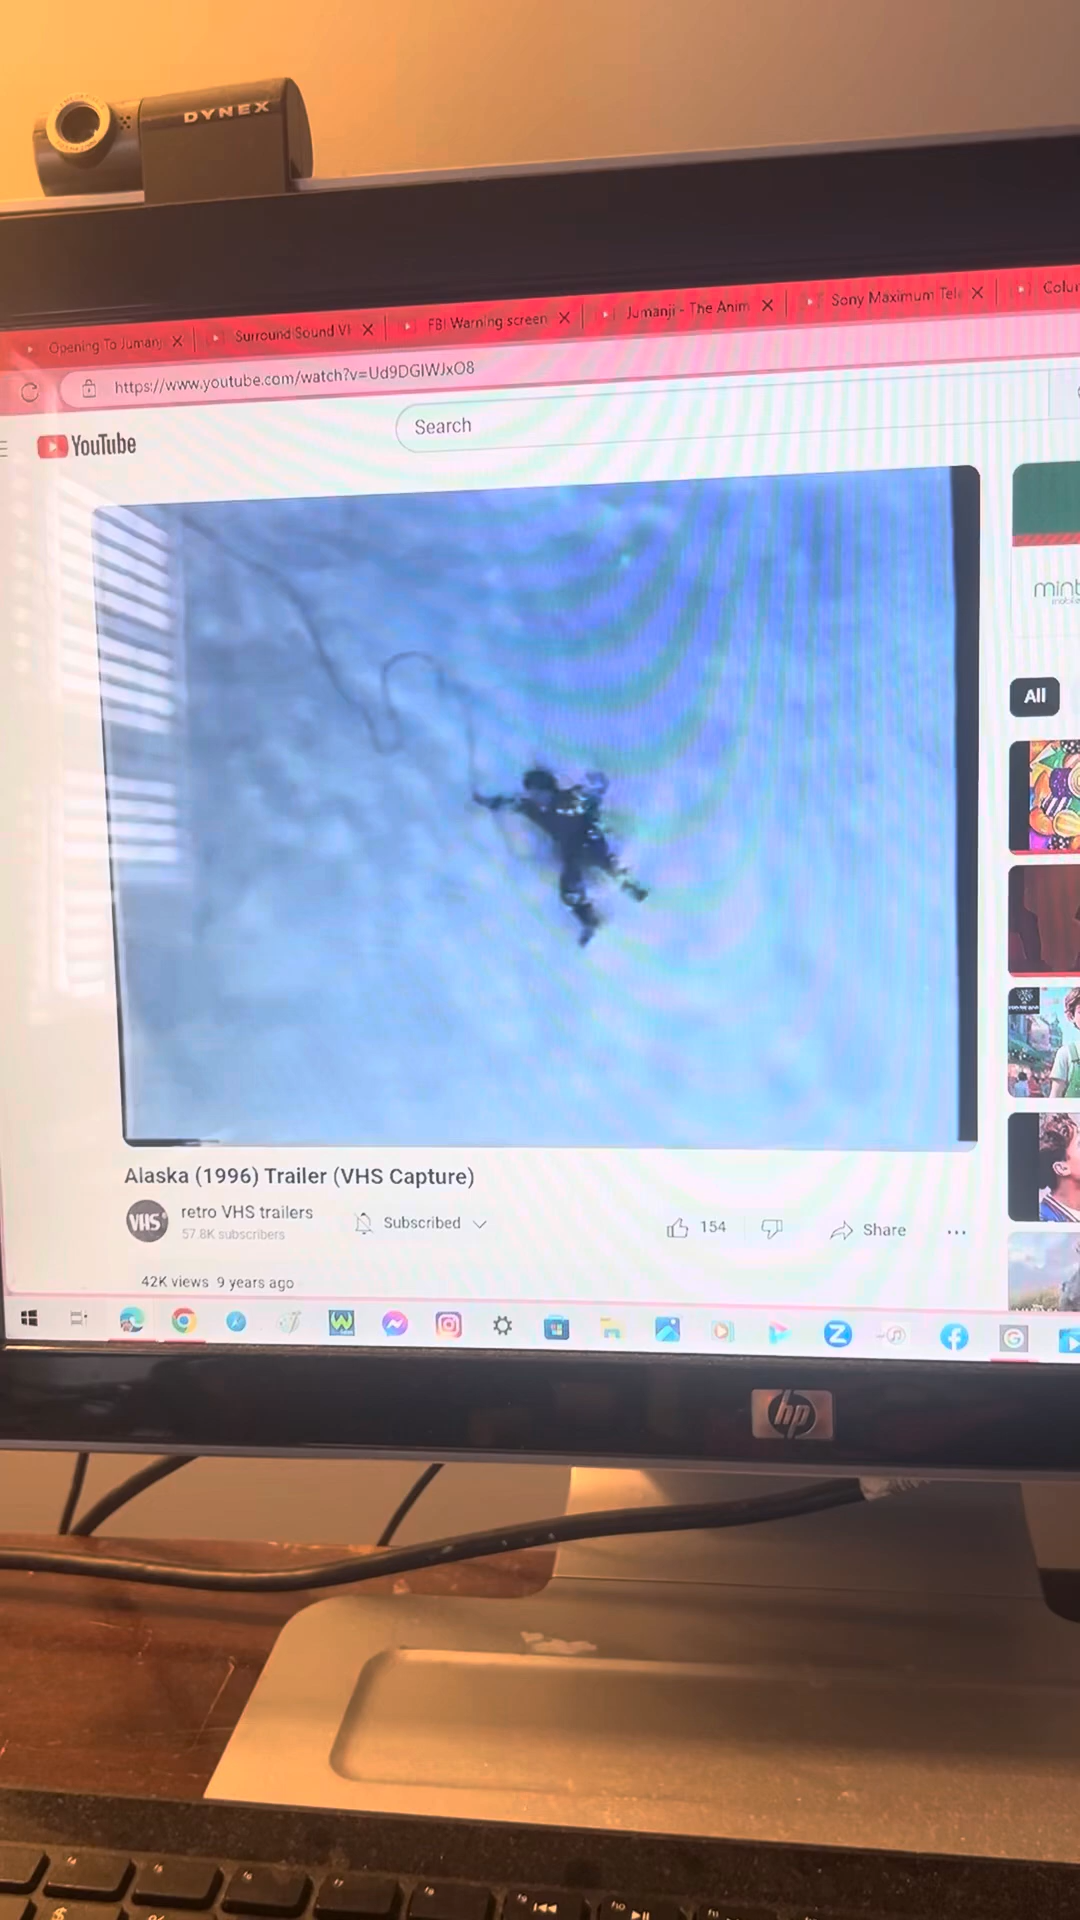 DYNEX
Opening To Jumanj
Surround Sound VI
FBI Warning screen
Jumanji - The Anim
Sony Maximum Tele
Colu
https://www.youtube.com/watch?v=Ud9DGIWJxO8
YouTube
Search
mint
mobile
All
Alaska (1996) Trailer (VHS Capture)
VHS
retro VHS trailers
57.8K subscribers
Subscribed
154
Share
42K views 9 years ago
W
Z
G
hp